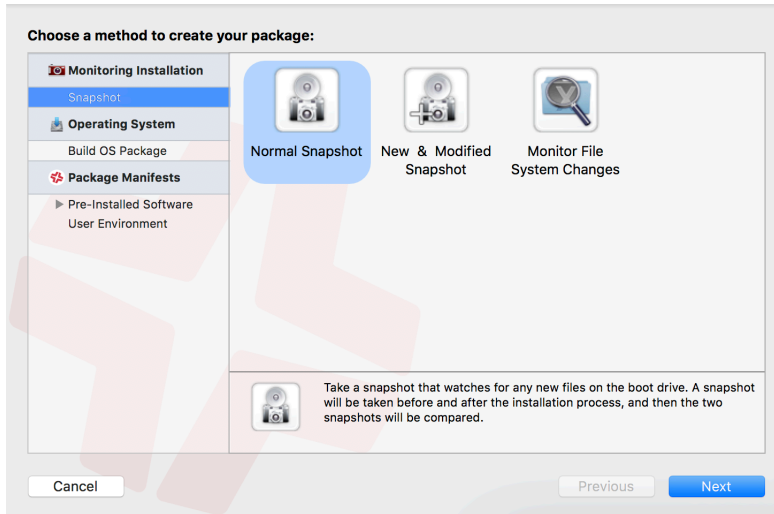 Choose a method to create your package:
Monitoring Installation
Snapshot
Operating System
Build OS Package
Package Manifests
Pre-Installed Software
User Environment
Normal Snapshot
New & Modified
Snapshot
Monitor File
System Changes
Take a snapshot that watches for any new files on the boot drive. A snapshot
will be taken before and after the installation process, and then the two
snapshots will be compared.
Cancel
Previous
Next